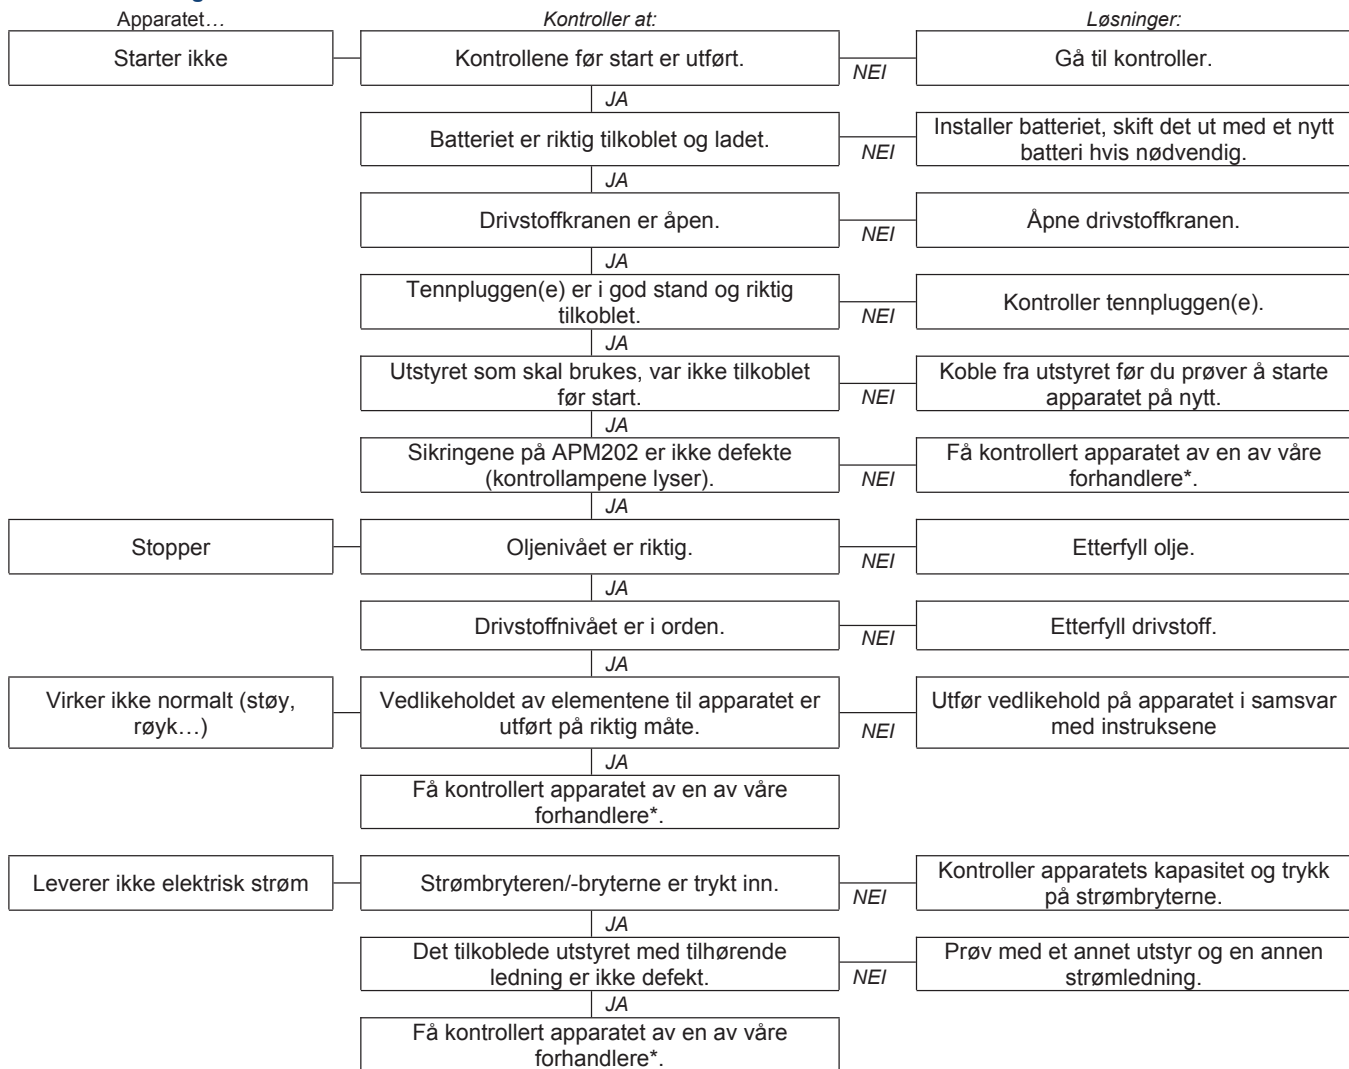 Apparatet…
Kontroller at:
Løsninger:
Starter ikke
Kontrollene før start er utført.
NEI
Gå til kontroller.
JA
Batteriet er riktig tilkoblet og ladet.
NEI
Installer batteriet, skift det ut med et nytt
batteri hvis nødvendig.
JA
Drivstoffkranen er åpen.
NEI
Åpne drivstoffkranen.
JA
Tennpluggen(e) er i god stand og riktig
tilkoblet.
NEI
Kontroller tennpluggen(e).
JA
Utstyret som skal brukes, var ikke tilkoblet
før start.
NEI
Koble fra utstyret før du prøver å starte
apparatet på nytt.
JA
Sikringene på APM202 er ikke defekte
(kontrollampene lyser).
NEI
Få kontrollert apparatet av en av våre
forhandlere*.
JA
Stopper
Oljenivået er riktig.
NEI
Etterfyll olje.
JA
Drivstoffnivået er i orden.
NEI
Etterfyll drivstoff.
JA
Virker ikke normalt (støy,
røyk…)
Vedlikeholdet av elementene til apparatet er
utført på riktig måte.
NEI
Utfør vedlikehold på apparatet i samsvar
med instruksene
JA
Få kontrollert apparatet av en av våre
forhandlere*.
Leverer ikke elektrisk strøm
Strømbryteren/-bryterne er trykt inn.
NEI
Kontroller apparatets kapasitet og trykk
på strømbryterne.
JA
Det tilkoblede utstyret med tilhørende
ledning er ikke defekt.
NEI
Prøv med et annet utstyr og en annen
strømledning.
JA
Få kontrollert apparatet av en av våre
forhandlere*.